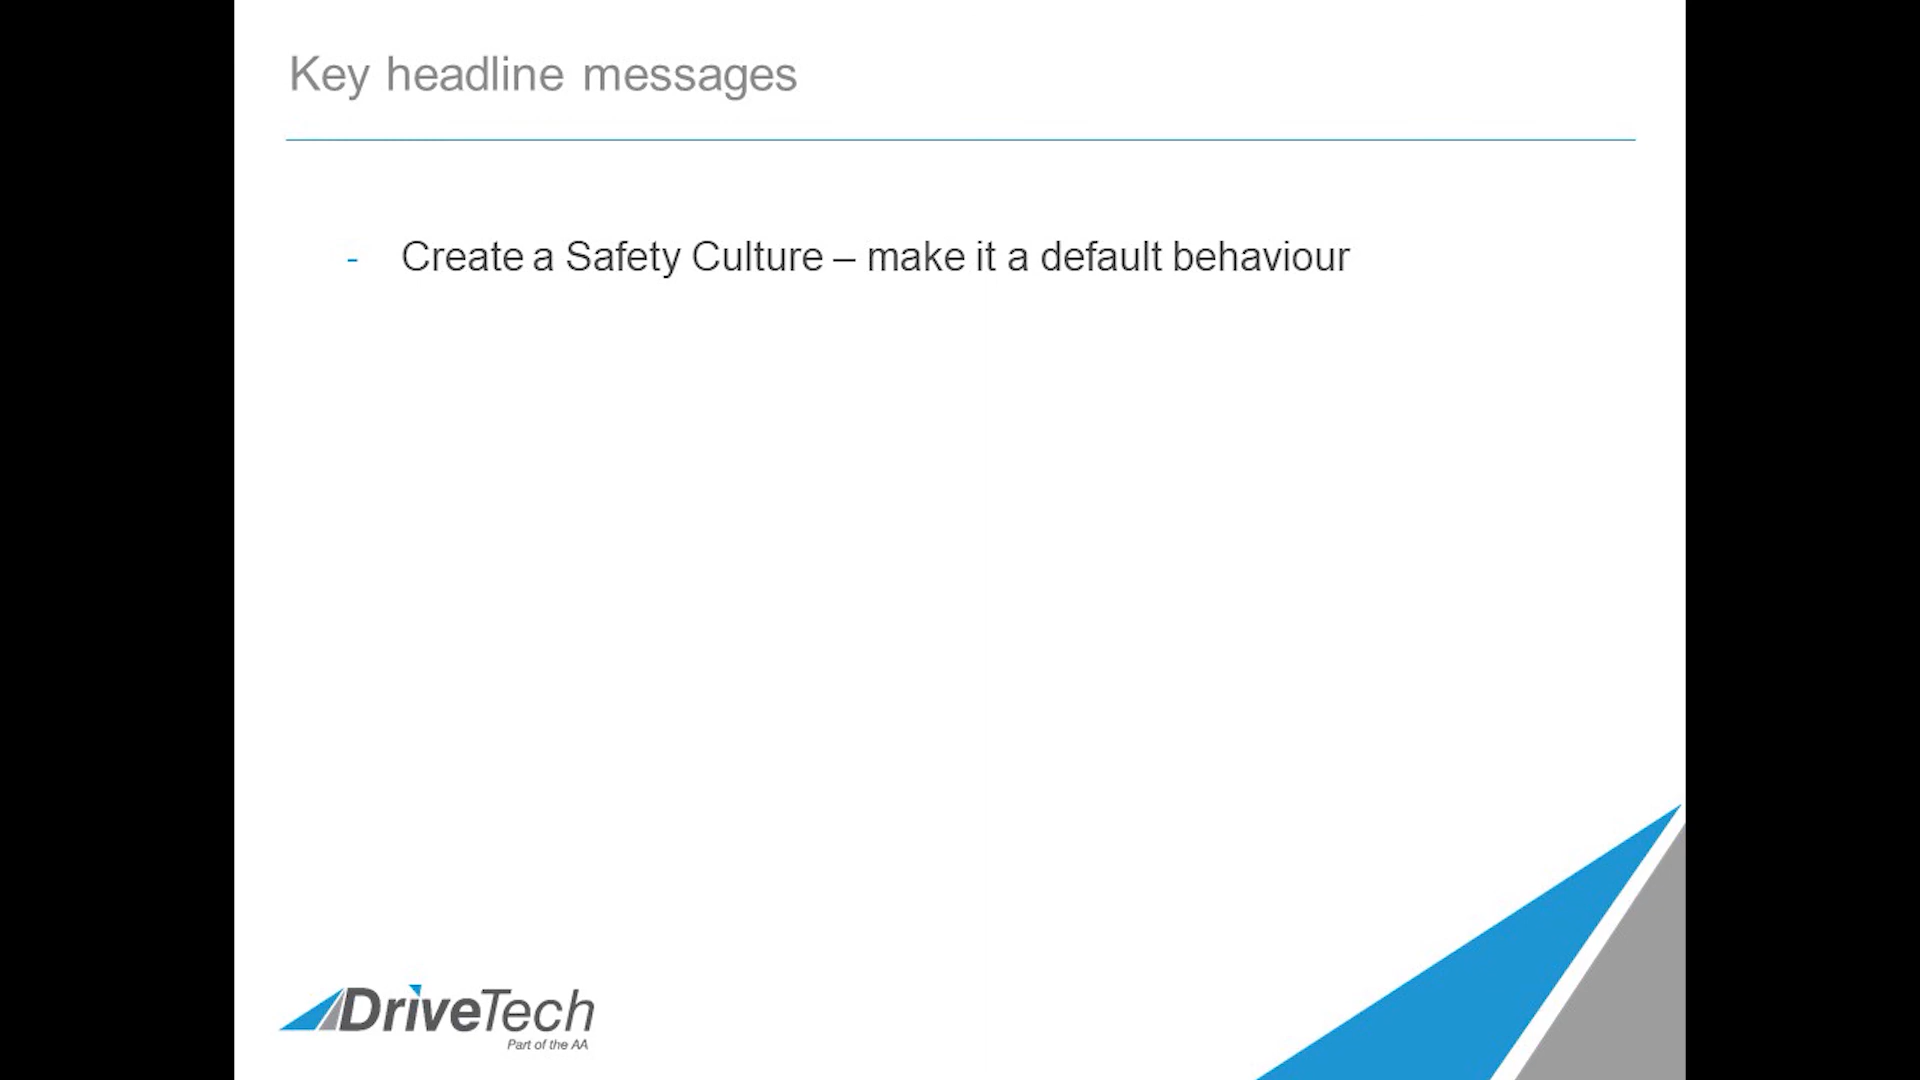 Key headline messages
- Create a Safety Culture – make it a default behaviour
DriveTech
Part of the AA